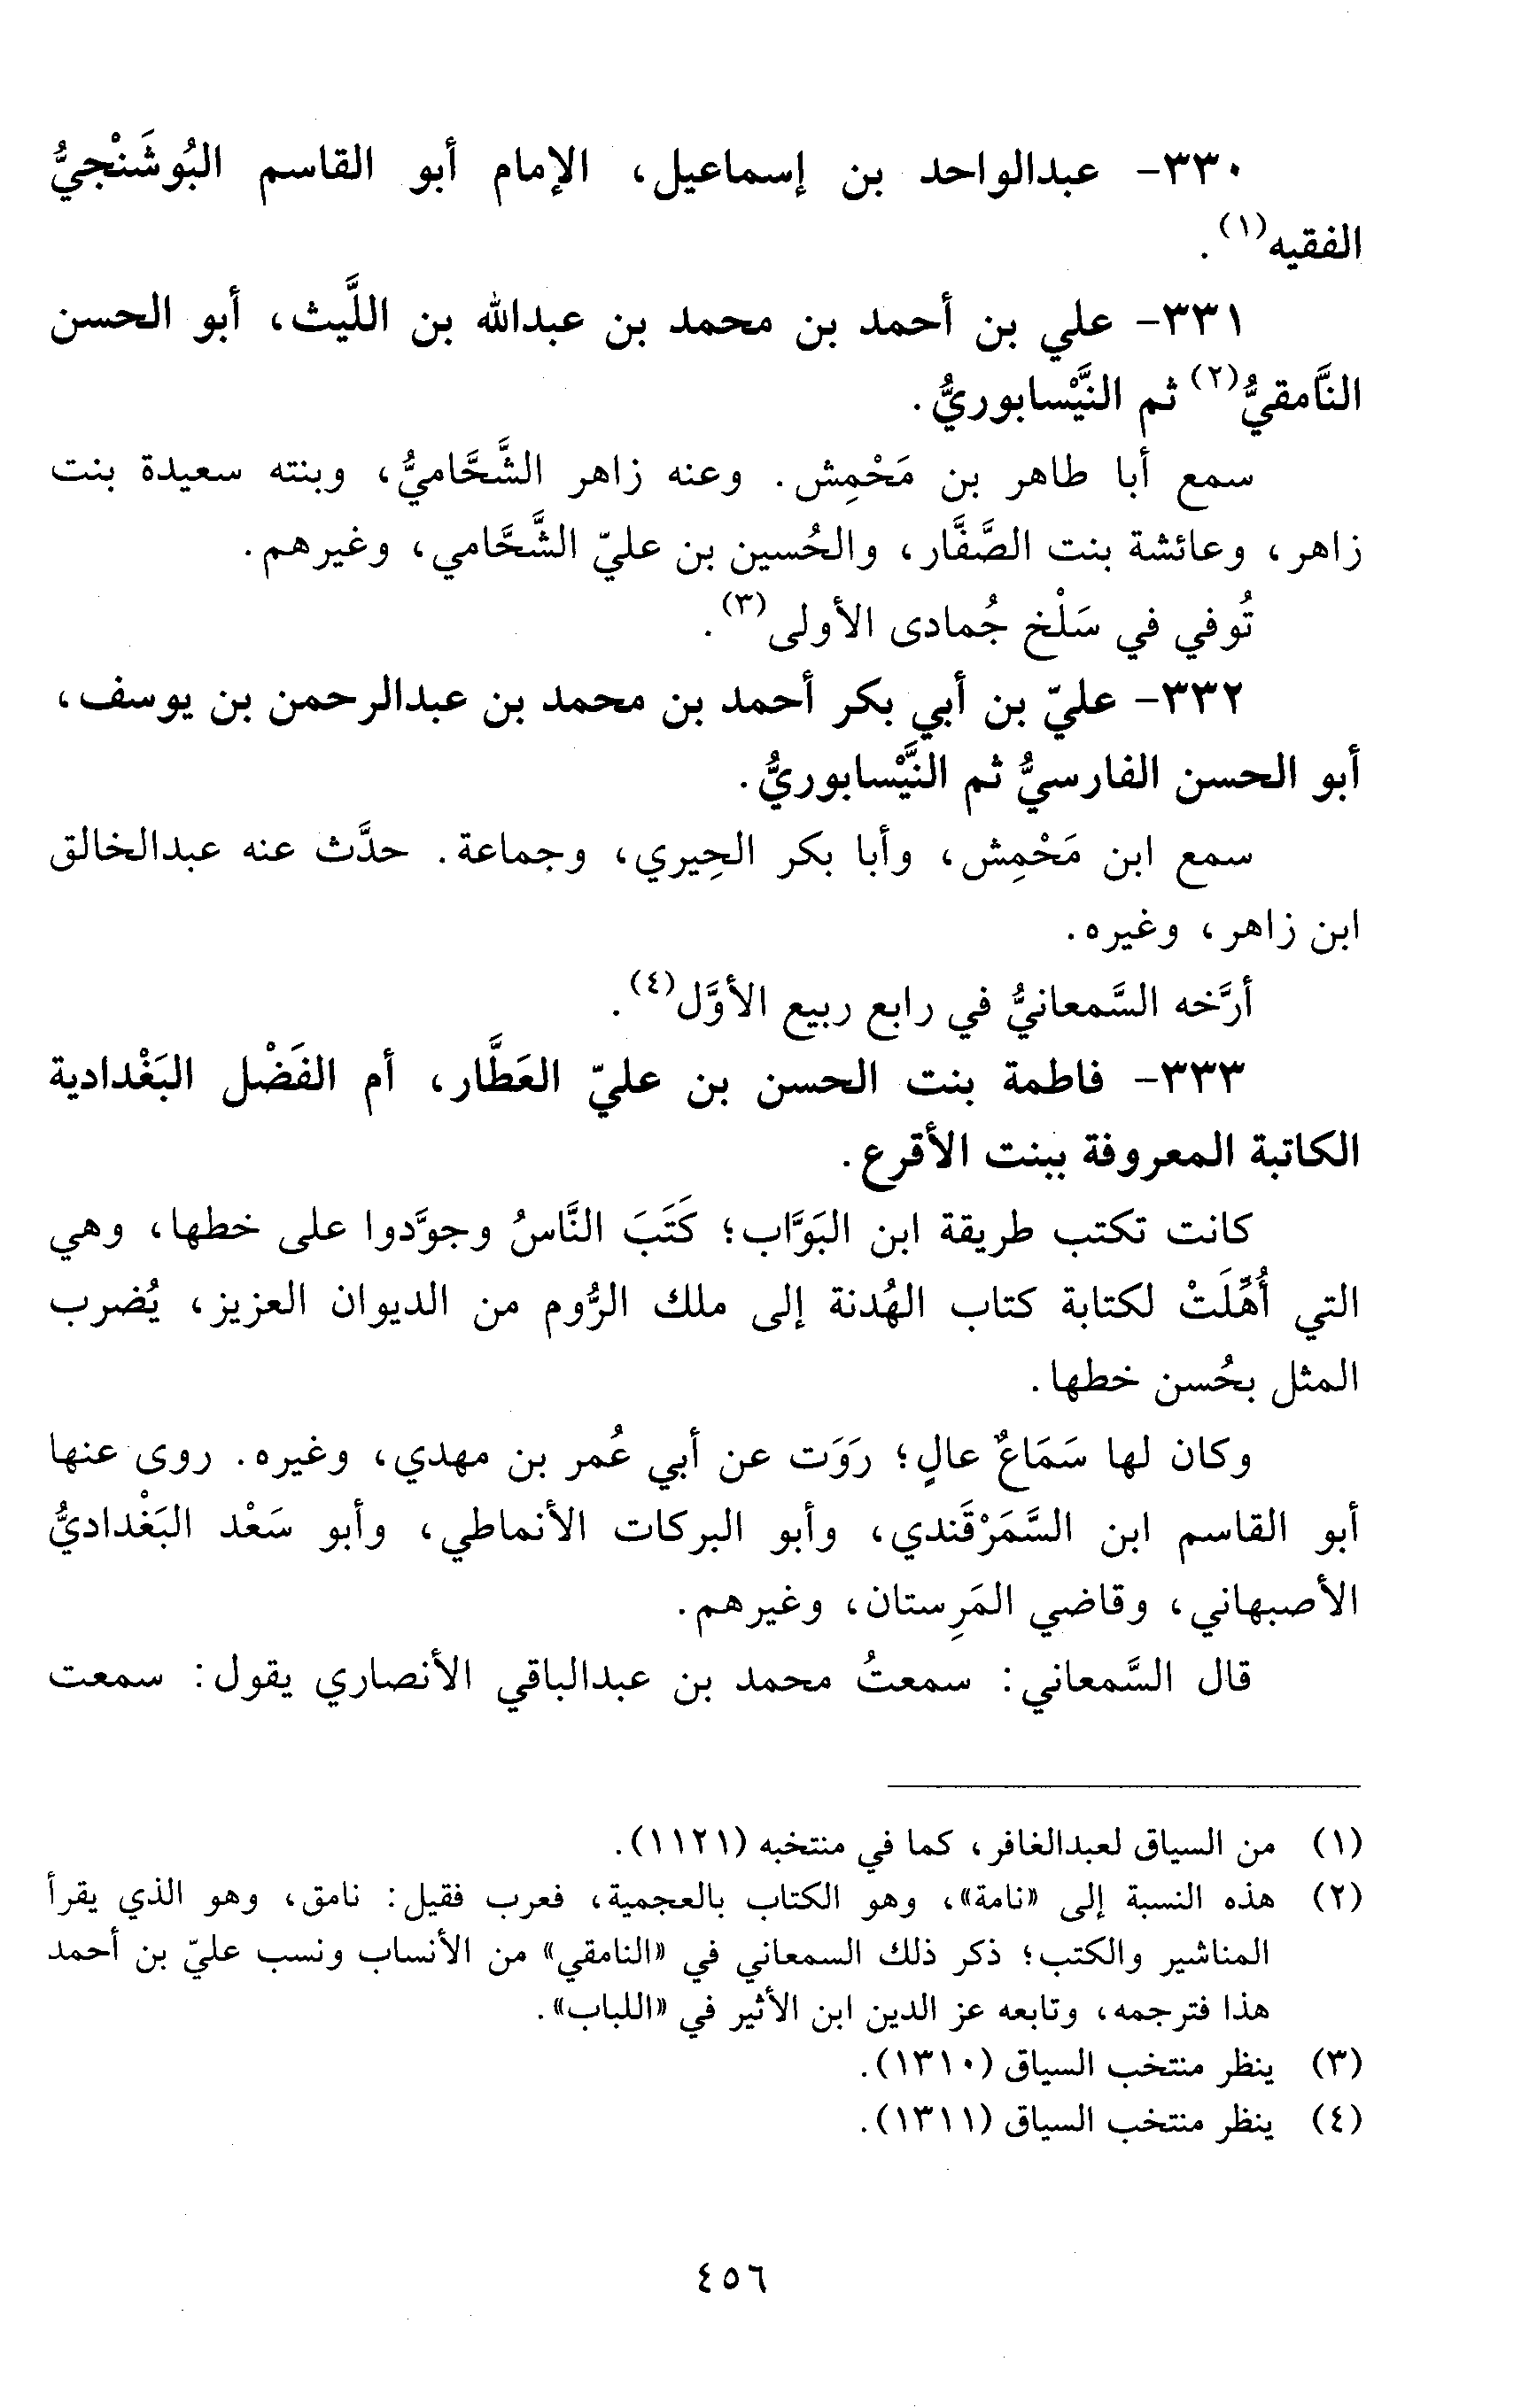 ٣٣٠- عبدالواحد بن إسماعيل، الإمام أبو القاسم البُوشَنْجيُّ
الفقيه(١).
٣٣١- علي بن أحمد بن محمد بن عبدالله بن اللَّيث، أبو الحسن
النَّامقيُّ(٢) ثم النَّيْسابوريُّ.
سمع أبا طاهر بن مَحْمِش. وعنه زاهر الشَّحَّاميُّ، وبنته سعيدة بنت
زاهر، وعائشة بنت الصَّفَّار، والحُسين بن عليّ الشَّحَّامي، وغيرهم.
تُوفي في سَلْخ جُمادى الأولى(٣).
٣٣٢- عليّ بن أبي بكر أحمد بن محمد بن عبدالرحمن بن يوسف،
أبو الحسن الفارسيُّ ثم النَّيْسابوريُّ.
سمع ابن مَحْمِش، وأبا بكر الحِيري، وجماعة. حدَّث عنه عبدالخالق
ابن زاهر، وغيره.
أرَّخه السَّمعانيُّ في رابع ربيع الأوَّل(٤).
٣٣٣- فاطمة بنت الحسن بن عليّ العَطَّار، أم الفَضْل البَغْدادية
الكاتبة المعروفة ببنت الأقرع.
كانت تكتب طريقة ابن البَوَّاب؛ كَتَبَ النَّاسُ وجوَّدوا على خطها، وهي
التي أُهِّلَتْ لكتابة كتاب الهُدنة إلى ملك الرُّوم من الديوان العزيز، يُضرب
المثل بحُسن خطها.
وكان لها سَمَاعٌ عالٍ؛ رَوَت عن أبي عُمر بن مهدي، وغيره. روى عنها
أبو القاسم ابن السَّمَرْقَندي، وأبو البركات الأنماطي، وأبو سَعْد البَغْداديُّ
الأصبهاني، وقاضي المَرِستان، وغيرهم.
قال السَّمعاني: سمعتُ محمد بن عبدالباقي الأنصاري يقول: سمعت
(١) من السياق لعبدالغافر، كما في منتخبه (١١٢١).
(٢) هذه النسبة إلى «نامة»، وهو الكتاب بالعجمية، فعرب فقيل: نامق، وهو الذي يقرأ
المناشير والكتب؛ ذكر ذلك السمعاني في «النامقي» من الأنساب ونسب عليّ بن أحمد
هذا فترجمه، وتابعه عز الدين ابن الأثير في «اللباب».
(٣) ينظر منتخب السياق (١٣١٠).
(٤) ينظر منتخب السياق (١٣١١).
٤٥٦